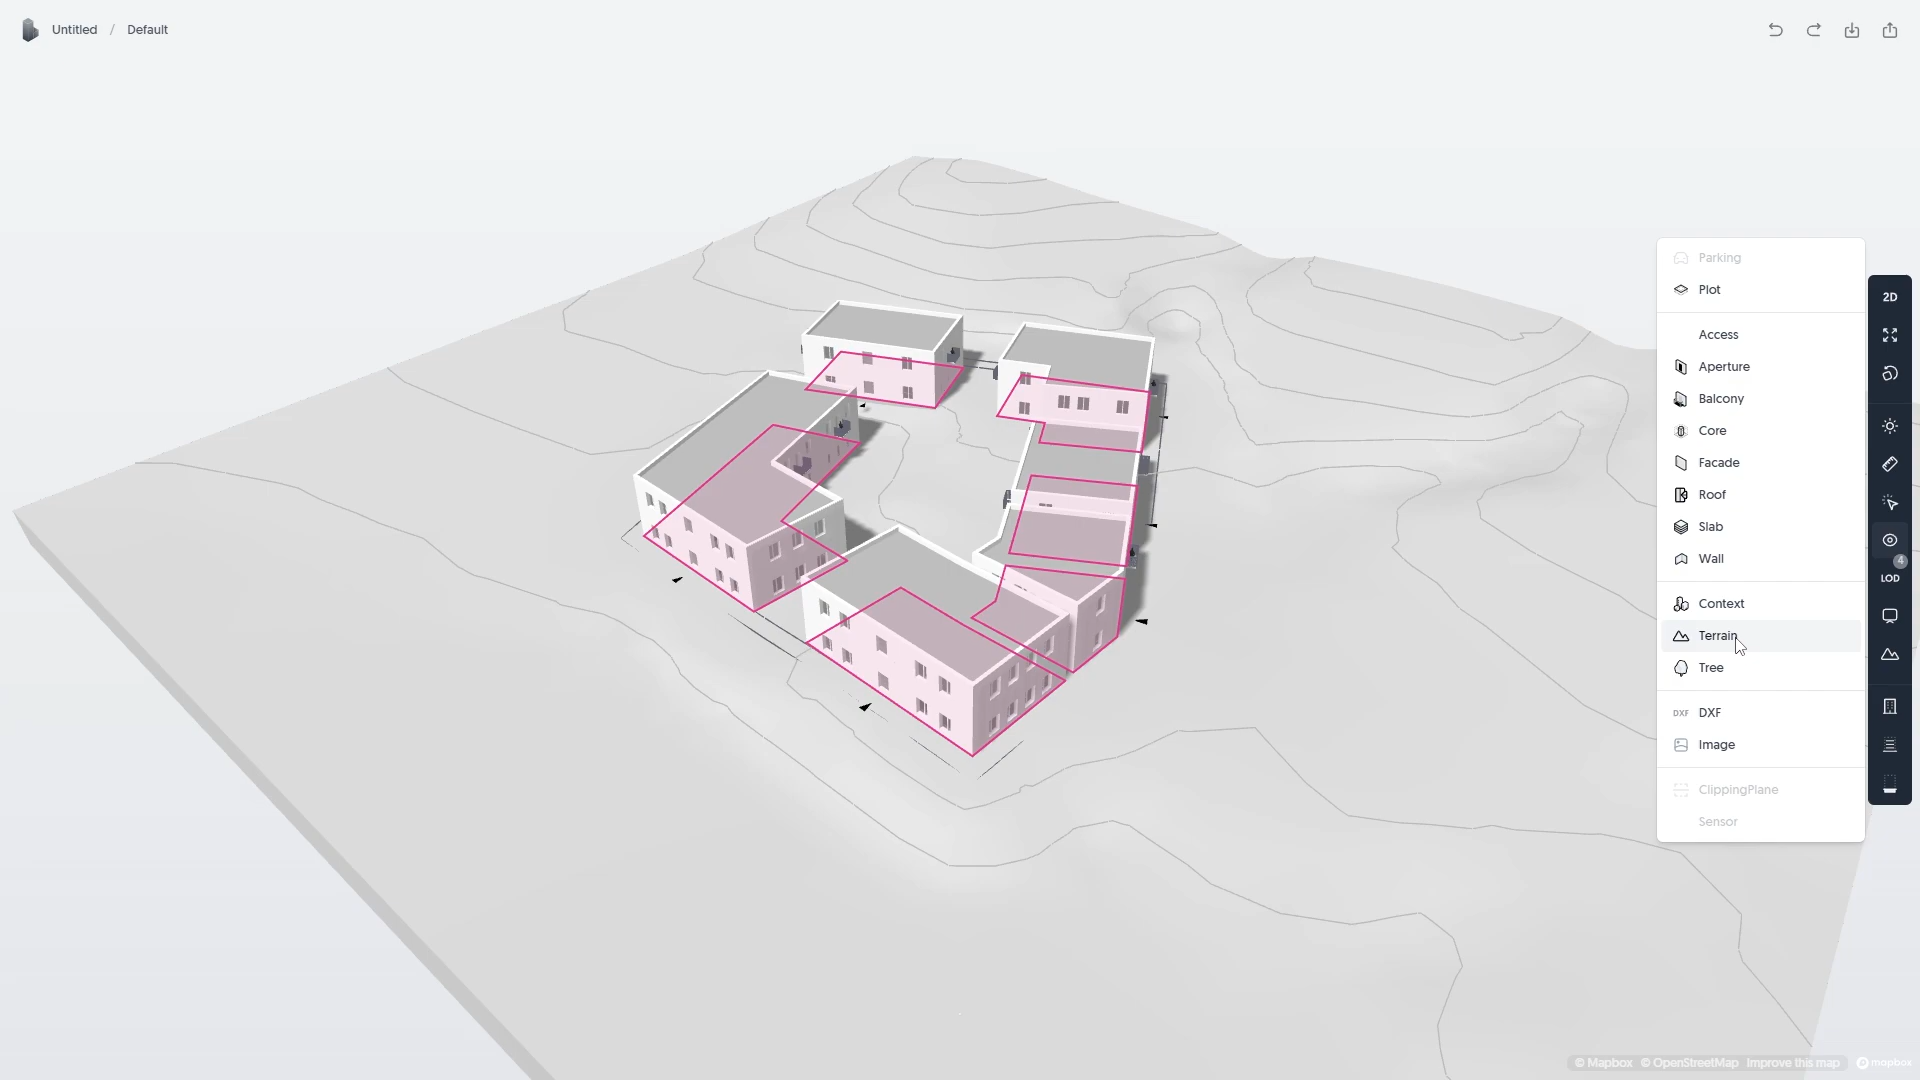 Untitled / Default
Parking
Plot
Access
Aperture
Balcony
Core
Facade
Roof
Slab
Wall
Context
Terrain
Tree
DXF DXF
Image
ClippingPlane
Sensor
2D
4
LOD
© Mapbox © OpenStreetMap Improve this map mapbox